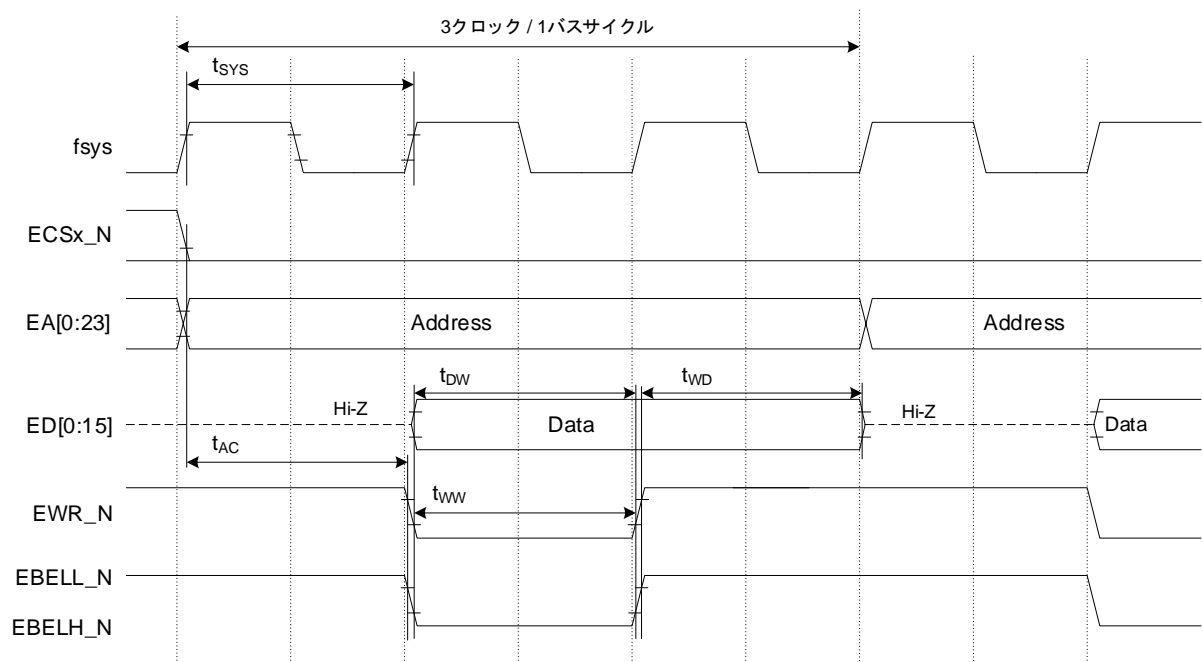 3クロック / 1バスサイクル
tSYS
fsys
ECSx_N
EA[0:23] Address Address
tDW tWD
ED[0:15] Hi-Z Data Hi-Z Data
tAC
tWW
EWR_N
EBELL_N
EBELH_N